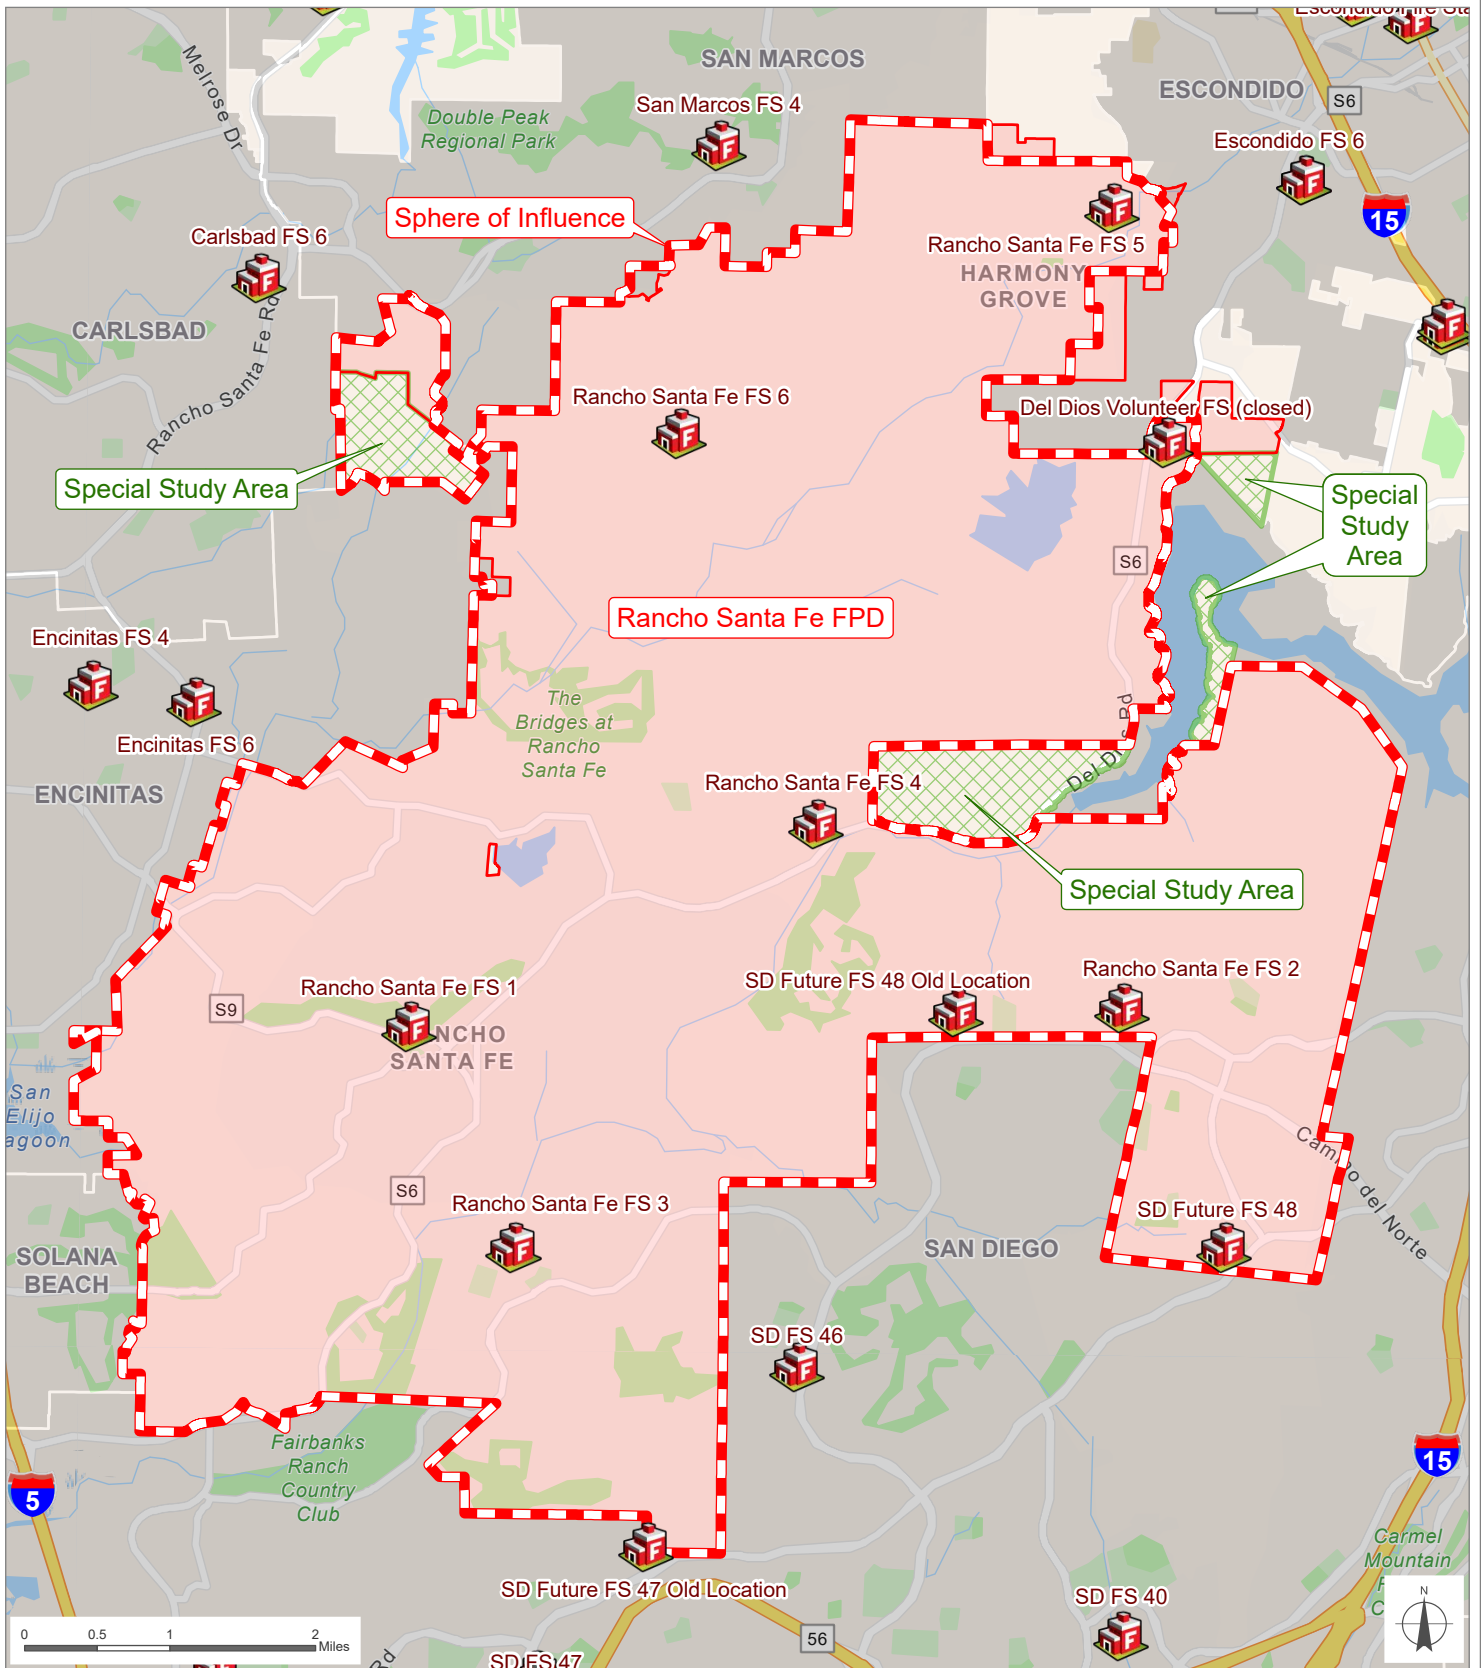 Escondido Fire Sta
SAN MARCOS
Melrose Dr
ESCONDIDO
S6
San Marcos FS 4
Double Peak
Regional Park
Escondido FS 6
15
Sphere of Influence
Carlsbad FS 6
Rancho Santa Fe FS 5
HARMONY
GROVE
CARLSBAD
Rancho Santa Fe Rd
Rancho Santa Fe FS 6
Del Dios Volunteer FS (closed)
Special Study Area
Special
Study
Area
S6
Rancho Santa Fe FPD
Encinitas FS 4
Encinitas FS 6
The
Bridges at
Rancho
Santa Fe
ENCINITAS
Rancho Santa Fe FS 4
Del D s Rd
Special Study Area
Rancho Santa Fe FS 2
SD Future FS 48 Old Location
Rancho Santa Fe FS 1
S9
NCHO
SANTA FE
San
Elijo
agoon
Camino del Norte
S6
Rancho Santa Fe FS 3
SD Future FS 48
SOLANA
BEACH
SAN DIEGO
SD FS 46
Fairbanks
Ranch
Country
Club
5
15
Carmel
Mountain
SD Future FS 47 Old Location
SD FS 40
N
0 0.5 1 2
Miles
56
Rd
SD FS 47